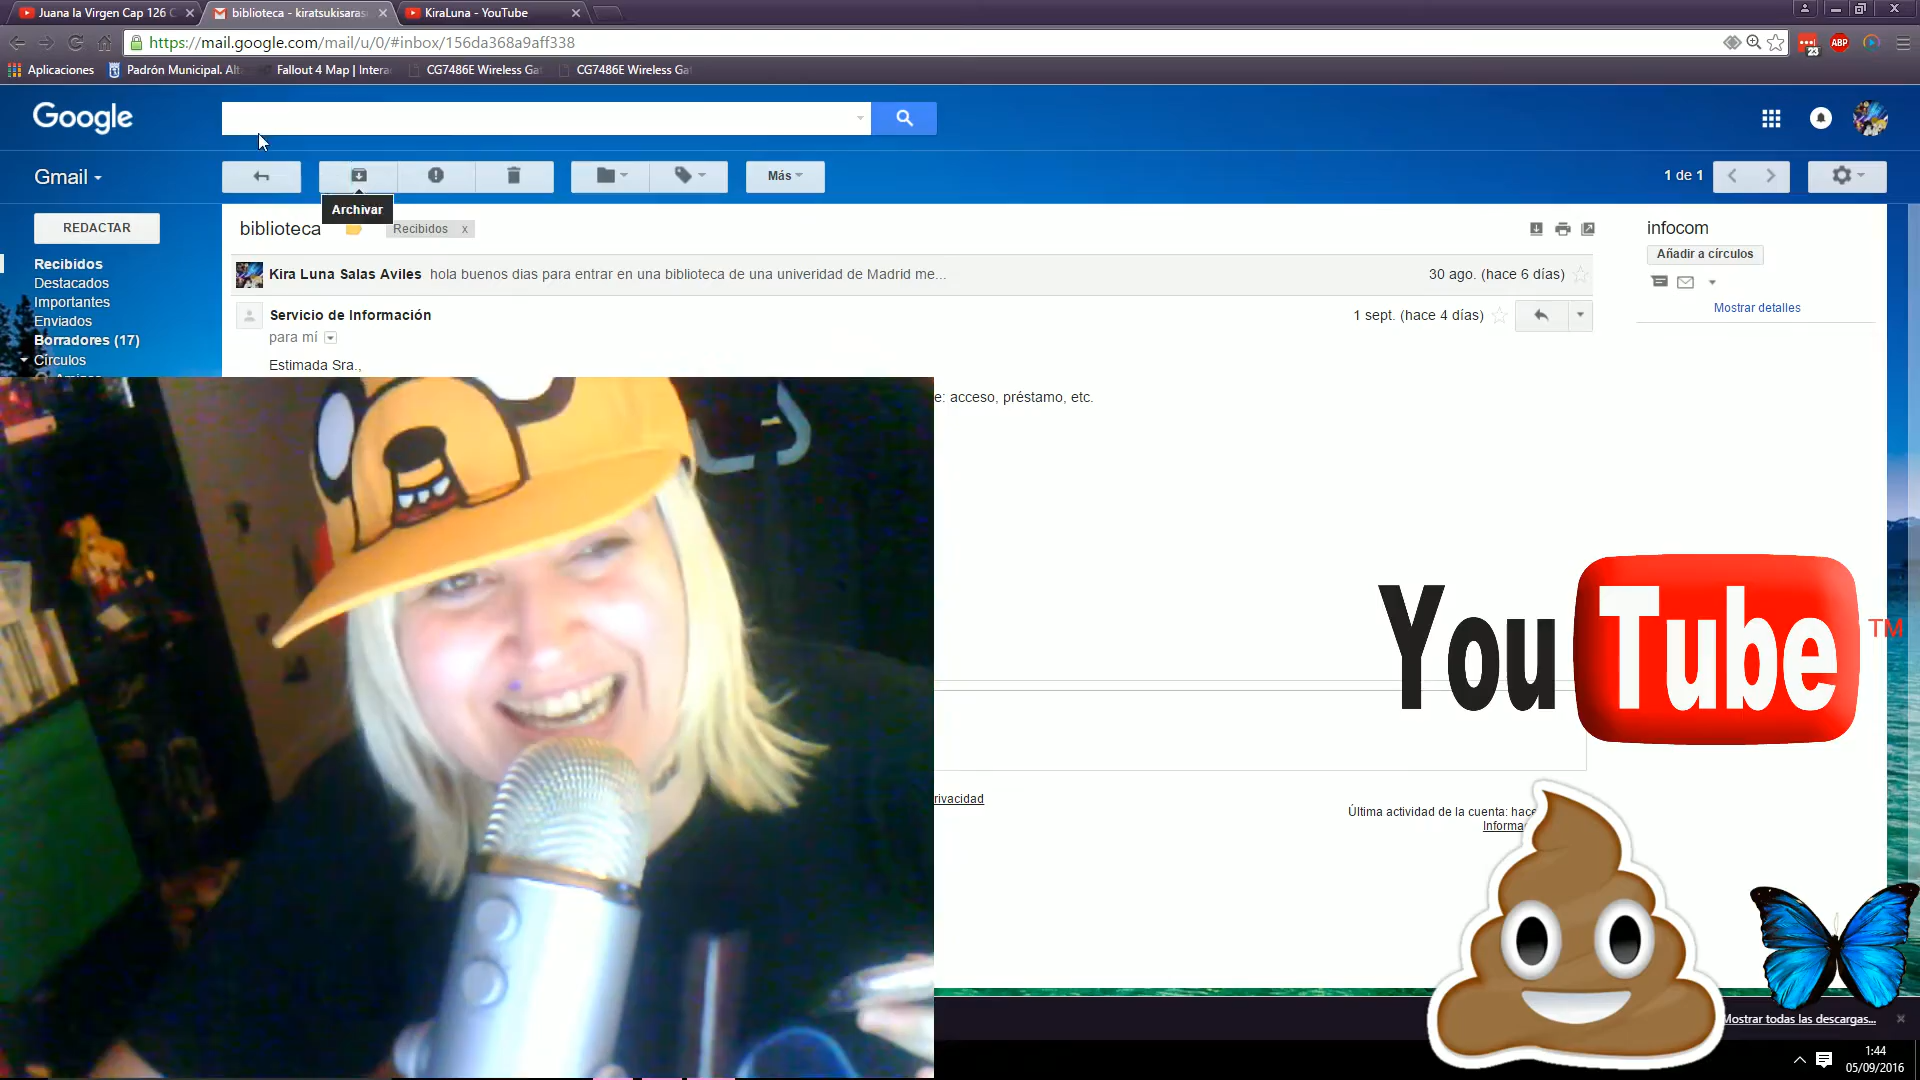 Juana la Virgen Cap 126
biblioteca - kiratsukisaras
KiraLuna - YouTube
https://mail.google.com/mail/u/0/#inbox/156da368a9aff338
23
ABP
Aplicaciones
Padrón Municipal. Alt
Fallout 4 Map | Intera
CG7486E Wireless Ga
CG7486E Wireless Ga
Google
Gmail
Más
1 de 1
Archivar
REDACTAR
biblioteca
Recibidos x
infocom
Añadir a círculos
Mostrar detalles
Recibidos
Destacados
Importantes
Enviados
Borradores (17)
Círculos
Kira Luna Salas Aviles hola buenos dias para entrar en una biblioteca de una univeridad de Madrid me...
30 ago. (hace 6 días)
Servicio de Información
1 sept. (hace 4 días)
para mí
Estimada Sra.,
e: acceso, préstamo, etc.
YouTube
TM
rivacidad
Última actividad de la cuenta: hace
Informa
Mostrar todas las descargas...
1:44
05/09/2016